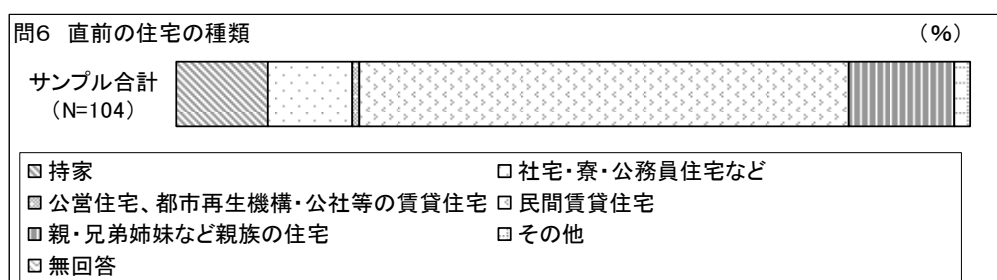 問6 直前の住宅の種類 (%)
サンプル合計
(N=104)
持家
社宅・寮・公務員住宅など
公営住宅、都市再生機構・公社等の賃貸住宅
民間賃貸住宅
親・兄弟姉妹など親族の住宅
その他
無回答